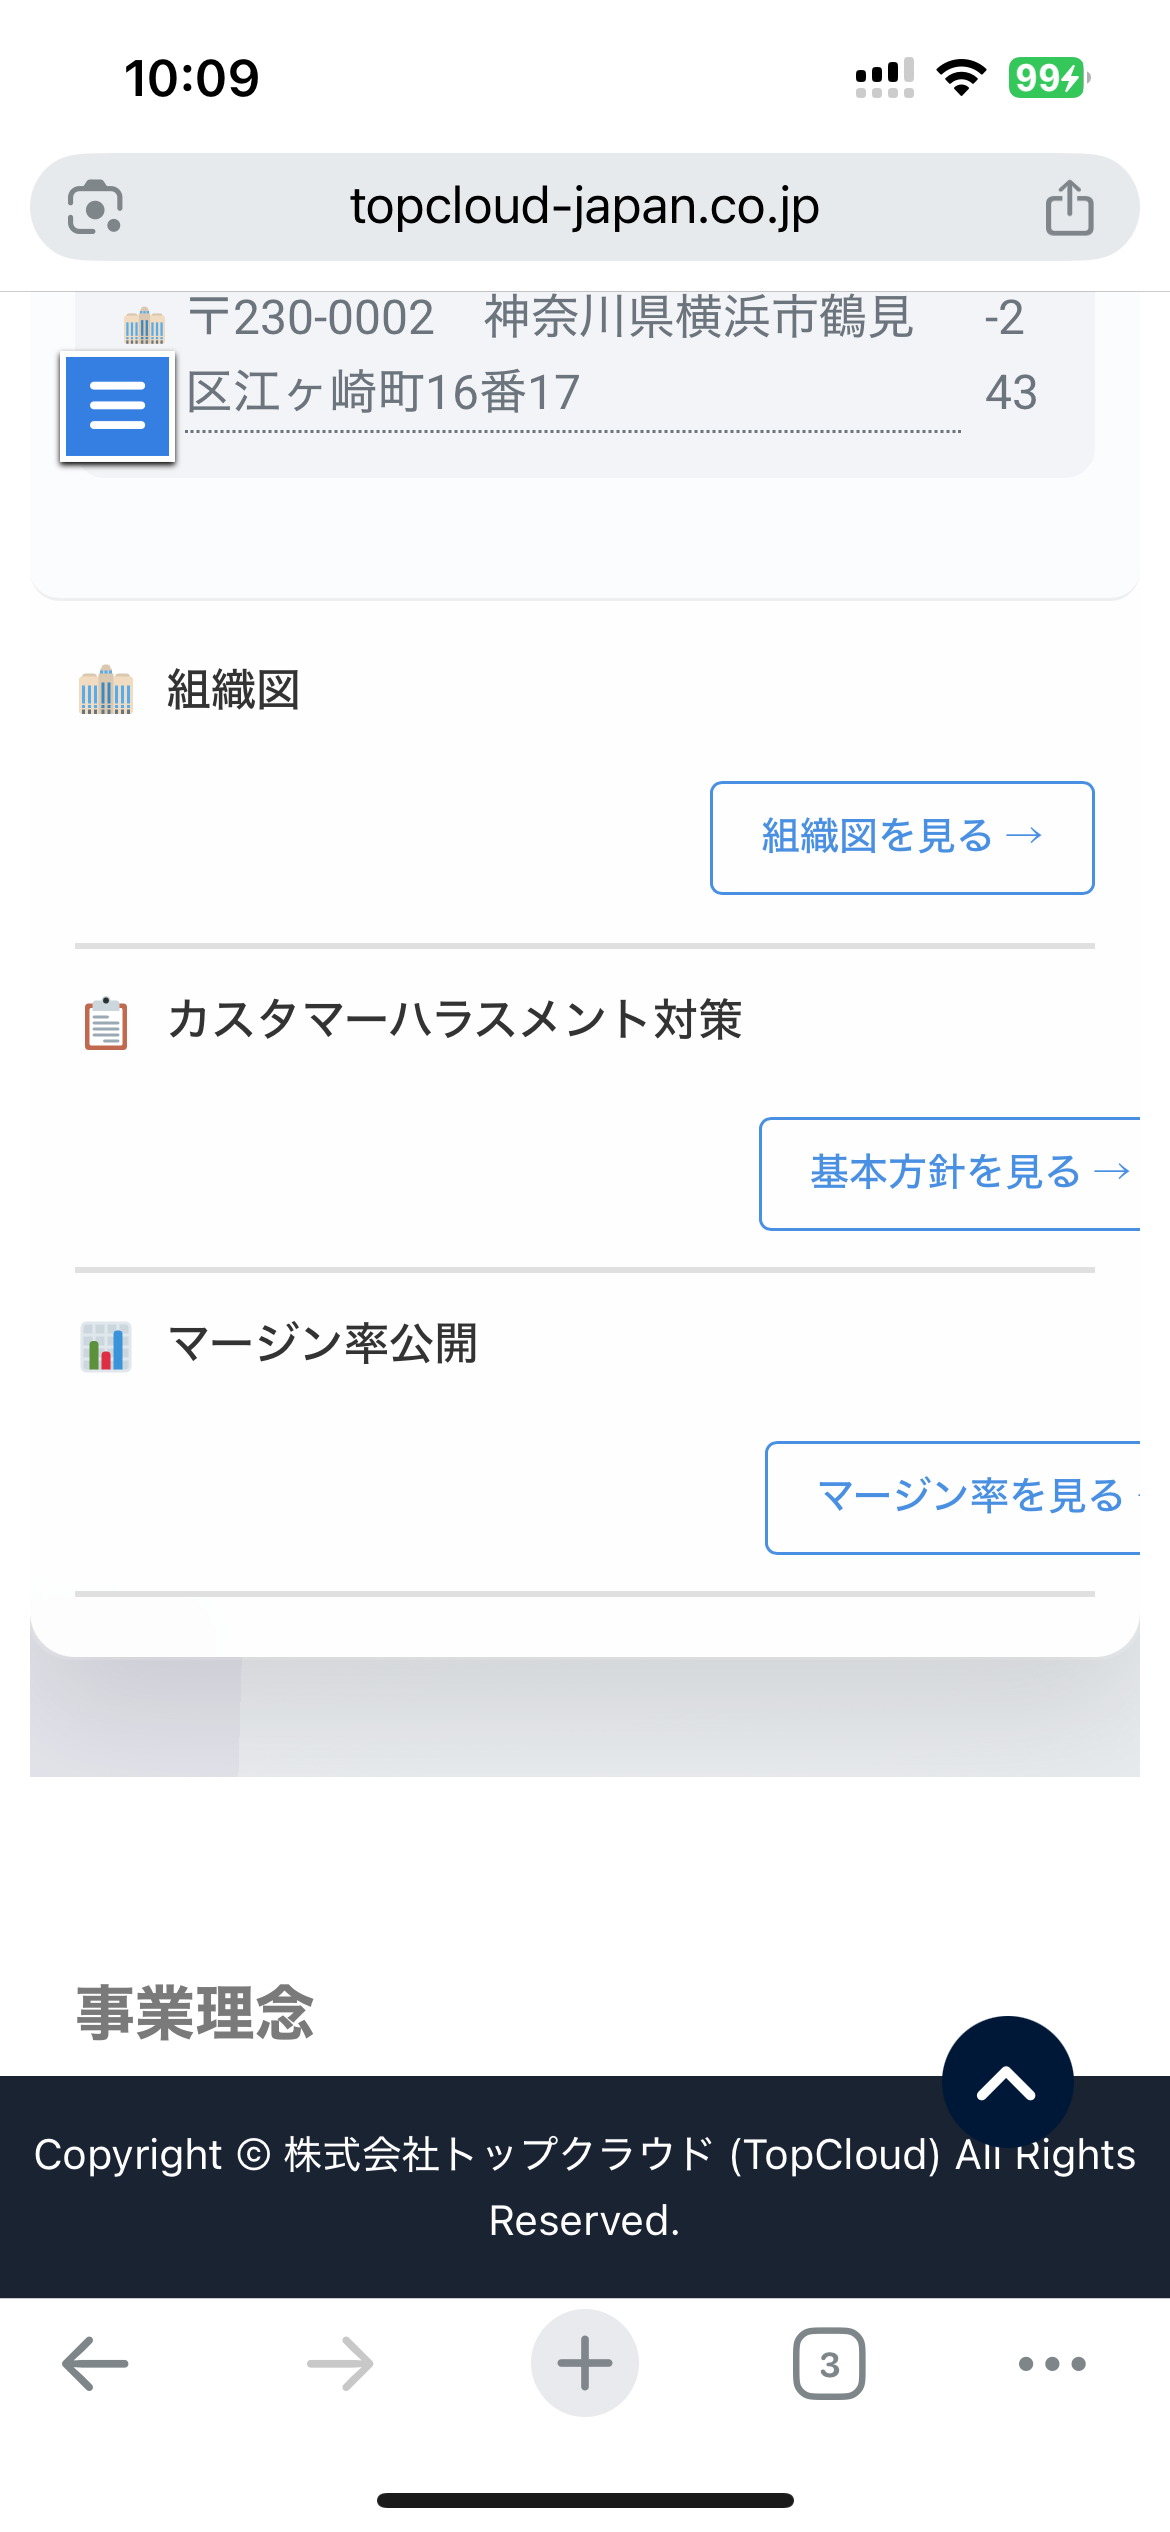 10:09
99
topcloud-japan.co.jp
〒230-0002　神奈川県横浜市鶴見
区江ヶ崎町16番17
-2
43
組織図
組織図を見る →
カスタマーハラスメント対策
基本方針を見る →
マージン率公開
マージン率を見る
事業理念
Copyright © 株式会社トップクラウド (TopCloud) All Rights
Reserved.
3